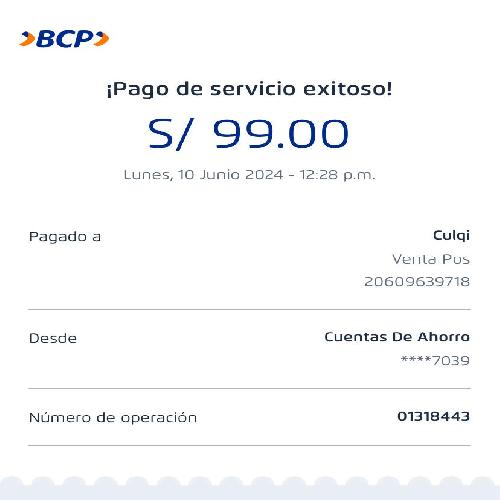 BCP
¡Pago de servicio exitoso!
S/ 99.00
Lunes, 10 Junio 2024 - 12:28 p.m.
Pagado a
Culqi
Venta Pos
20609639718
Desde
Cuentas De Ahorro
****7039
Número de operación
01318443